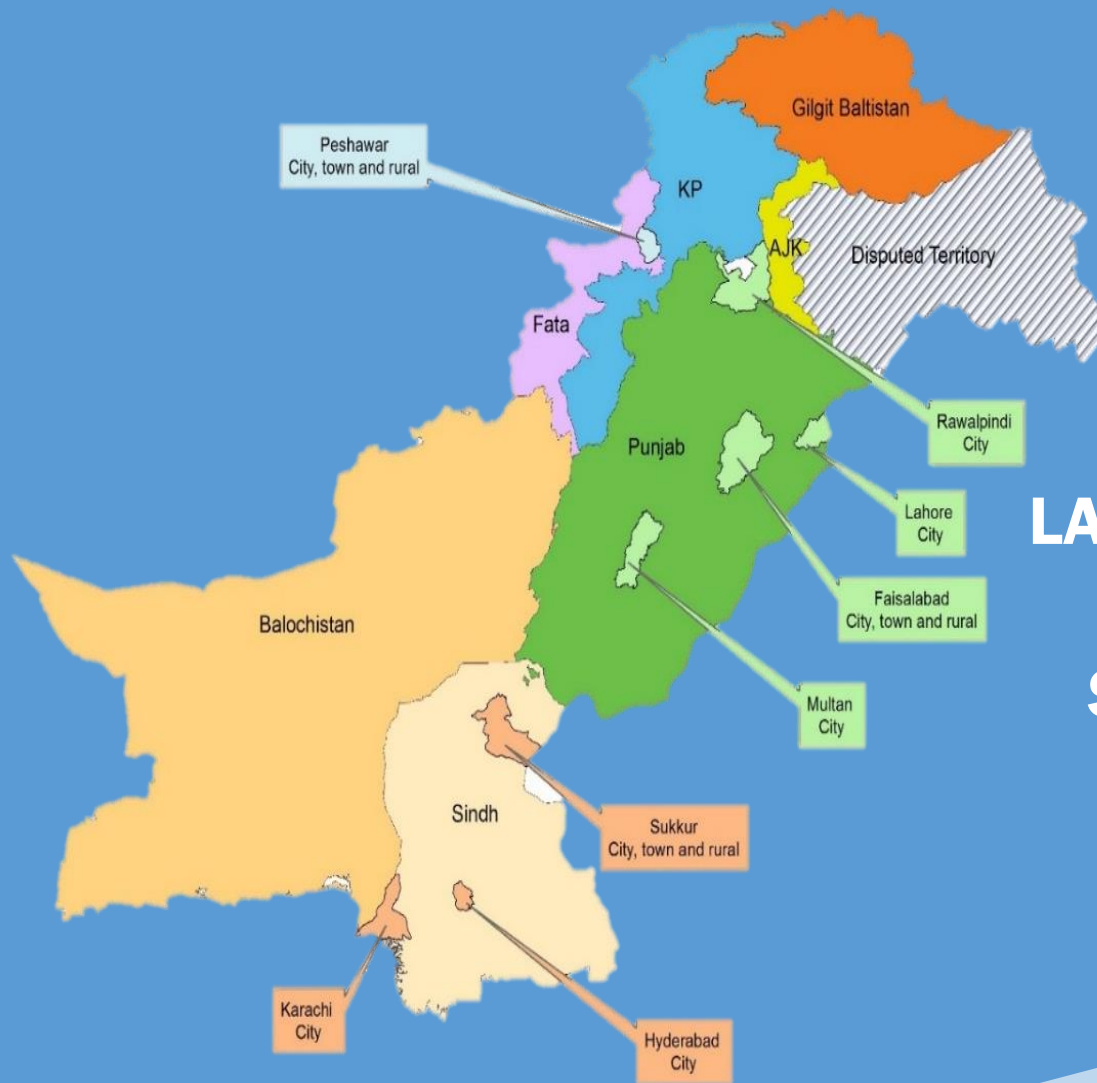 Gilgit Baltistan
Peshawar
City, town and rural
KP
AJK
Disputed Territory
Fata
Rawalpindi
City
Punjab
Lahore
City
LA
Faisalabad
City, town and rural
Balochistan
S
Multan
City
Sindh
Sukkur
City, town and rural
Karachi
City
Hyderabad
City